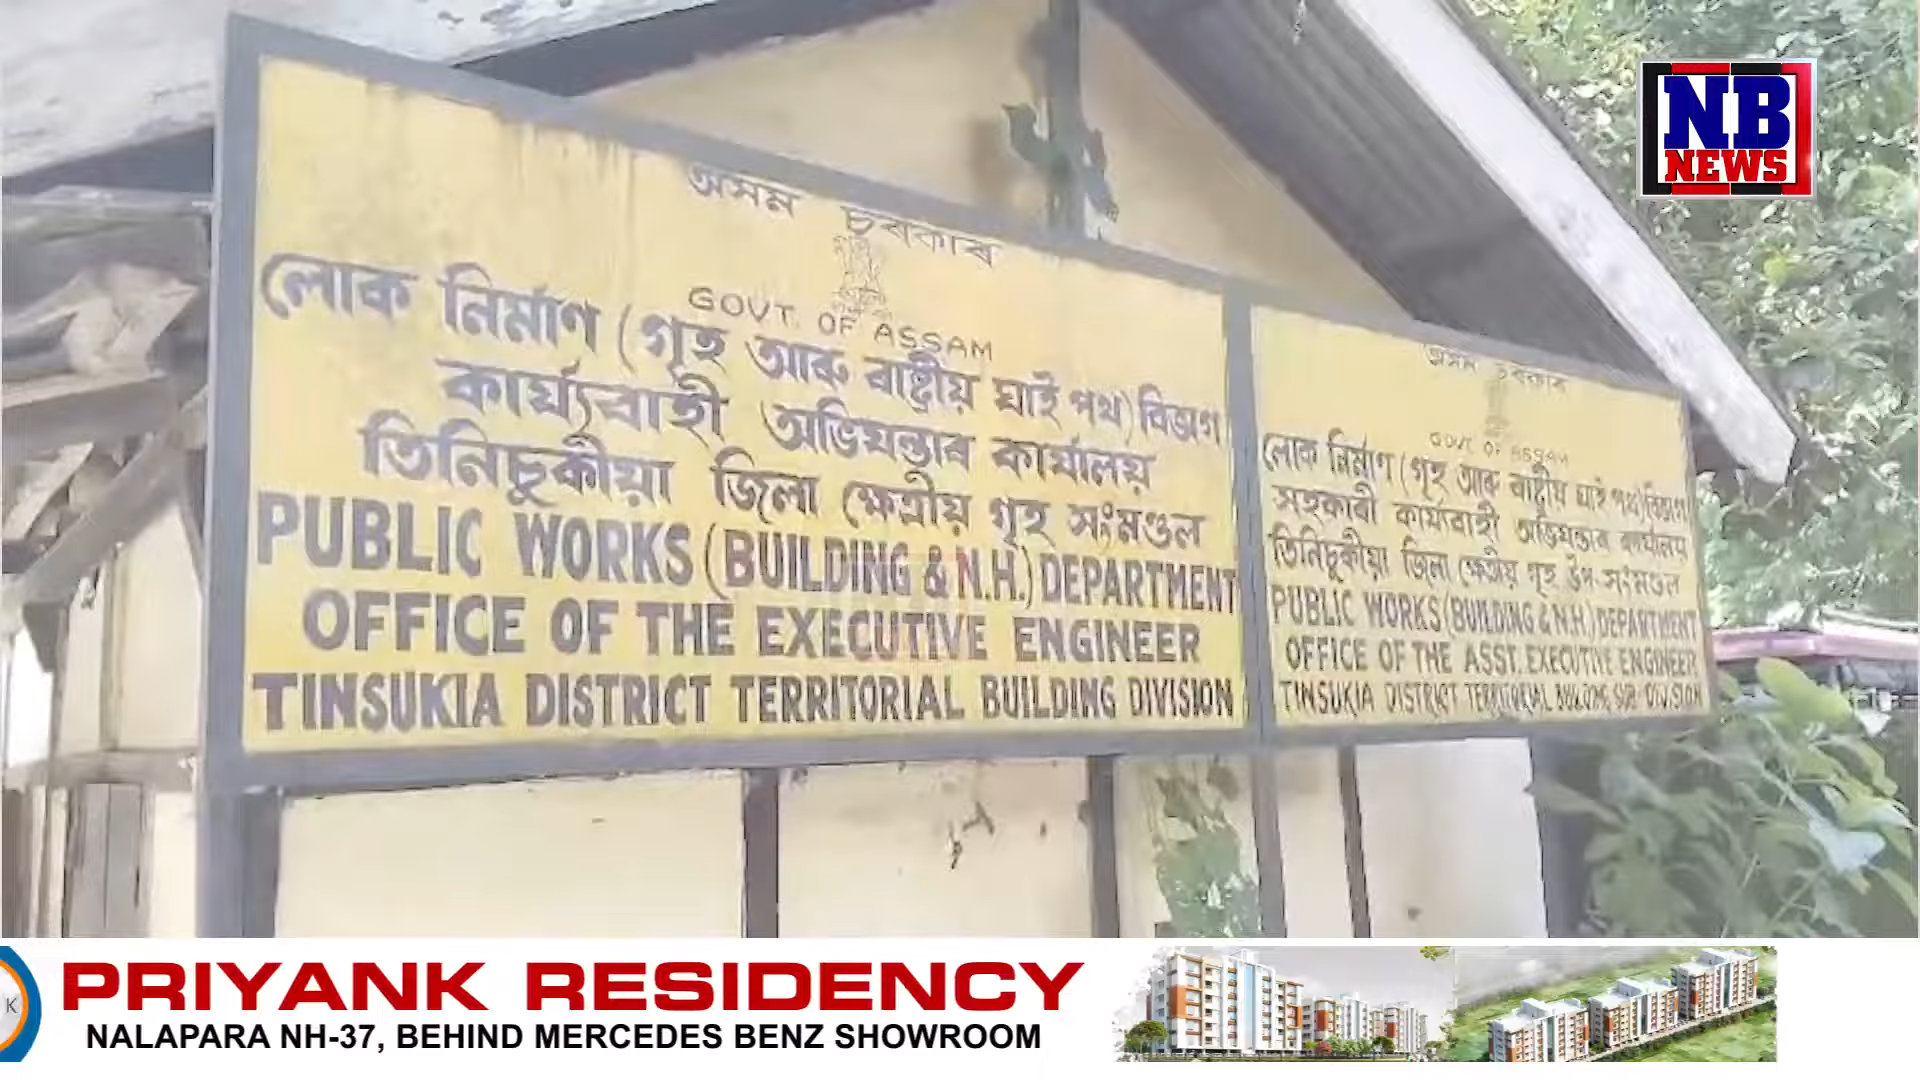 অসম চৰকাৰ
GOVT. OF ASSAM
লোক নিৰ্মাণ (গৃহ আৰু ৰাষ্ট্ৰীয় ঘাই পথ) বিভাগ
কাৰ্য্যবাহী অভিযন্তাৰ কাৰ্যালয়
তিনিচুকীয়া জিলা ক্ষেত্ৰীয় গৃহ সংমণ্ডল
PUBLIC WORKS (BUILDING & N.H.) DEPARTMENT
OFFICE OF THE EXECUTIVE ENGINEER
TINSUKIA DISTRICT TERRITORIAL BUILDING DIVISION
অসম চৰকাৰ
GOVT. OF ASSAM
লোক নিৰ্মাণ (গৃহ আৰু ৰাষ্ট্ৰীয় ঘাই পথ) বিভাগ
সহকাৰী কাৰ্য্যবাহী অভিযন্তাৰ কাৰ্যালয়
তিনিচুকীয়া জিলা ক্ষেত্ৰীয় গৃহ উপ-সংমণ্ডল
PUBLIC WORKS (BUILDING & N.H.) DEPARTMENT
OFFICE OF THE ASST. EXECUTIVE ENGINEER
TINSUKIA DISTRICT TERRITORIAL BUILDING SUB-DIVISION
NB
NEWS
K
PRIYANK RESIDENCY
NALAPARA NH-37, BEHIND MERCEDES BENZ SHOWROOM